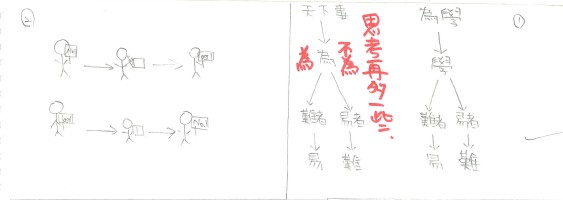 ①
為學
學
難者 易者
易 難
天下事
為
為 不為
難者 易者
易 難
思考再多一些
②